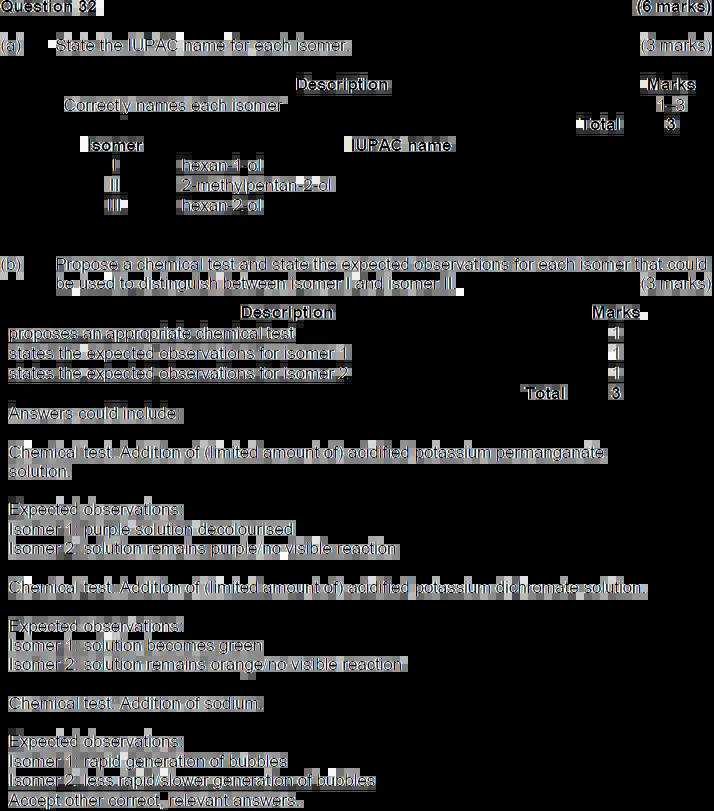 Question 32 (6 marks)
(a) State the IUPAC name for each isomer. (3 marks)
Description Marks
Correctly names each isomer 1–3
Total 3
Isomer IUPAC name
I hexan-1-ol
II 2-methylpentan-2-ol
III hexan-2-ol
(b) Propose a chemical test and state the expected observations for each isomer that could
be used to distinguish between isomer I and isomer II. (3 marks)
Description Marks
proposes an appropriate chemical test 1
states the expected observations for isomer 1 1
states the expected observations for isomer 2 1
Total 3
Answers could include:
Chemical test: Addition of (limited amount of) acidified potassium permanganate
solution.
Expected observations:
Isomer 1: purple solution decolourised
Isomer 2: solution remains purple/no visible reaction
Chemical test: Addition of (limited amount of) acidified potassium dichromate solution.
Expected observations:
Isomer 1: solution becomes green
Isomer 2: solution remains orange/no visible reaction
Chemical test: Addition of sodium.
Expected observations:
Isomer 1: rapid generation of bubbles
Isomer 2: less rapid/slower generation of bubbles
Accept other correct, relevant answers.